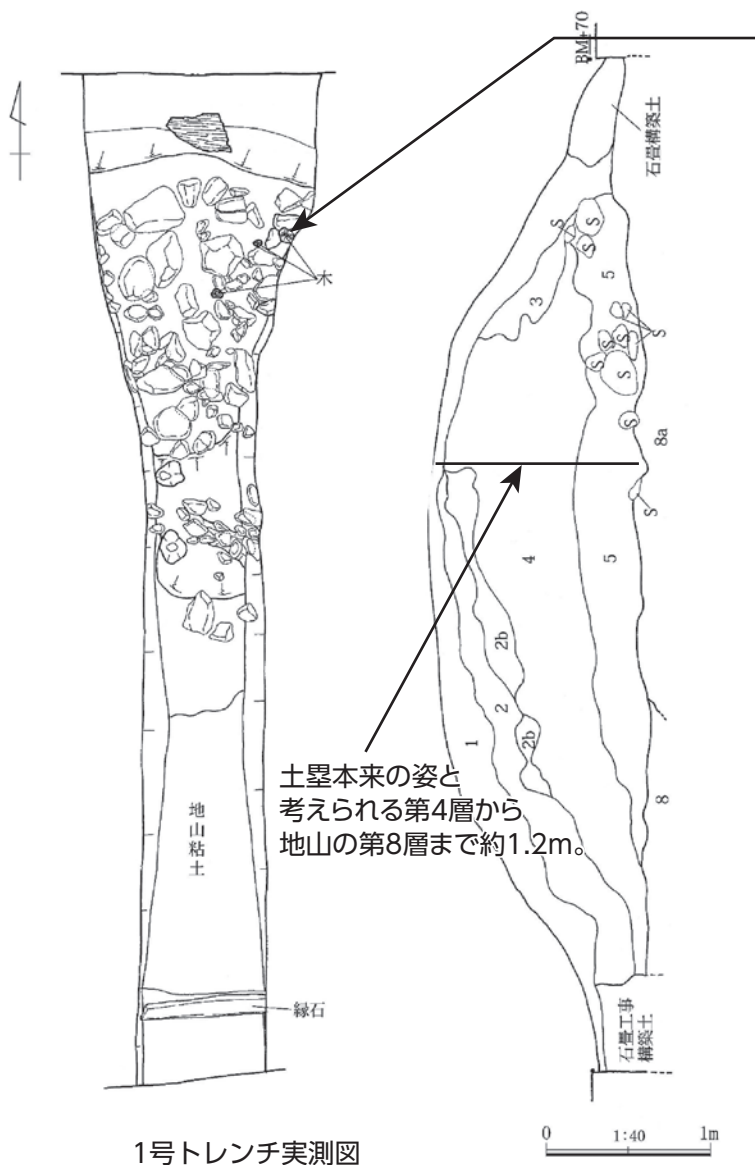 BM+70
石畳構築土
木
S
S
S
3
5
S
S
S
S
S
S
8a
S
4
5
2b
2
2b
1
8
土塁本来の姿と
考えられる第4層から
地山の第8層まで約1.2m。
地山粘土
縁石
石畳工事
構築土
1号トレンチ実測図
0 1:40 1m